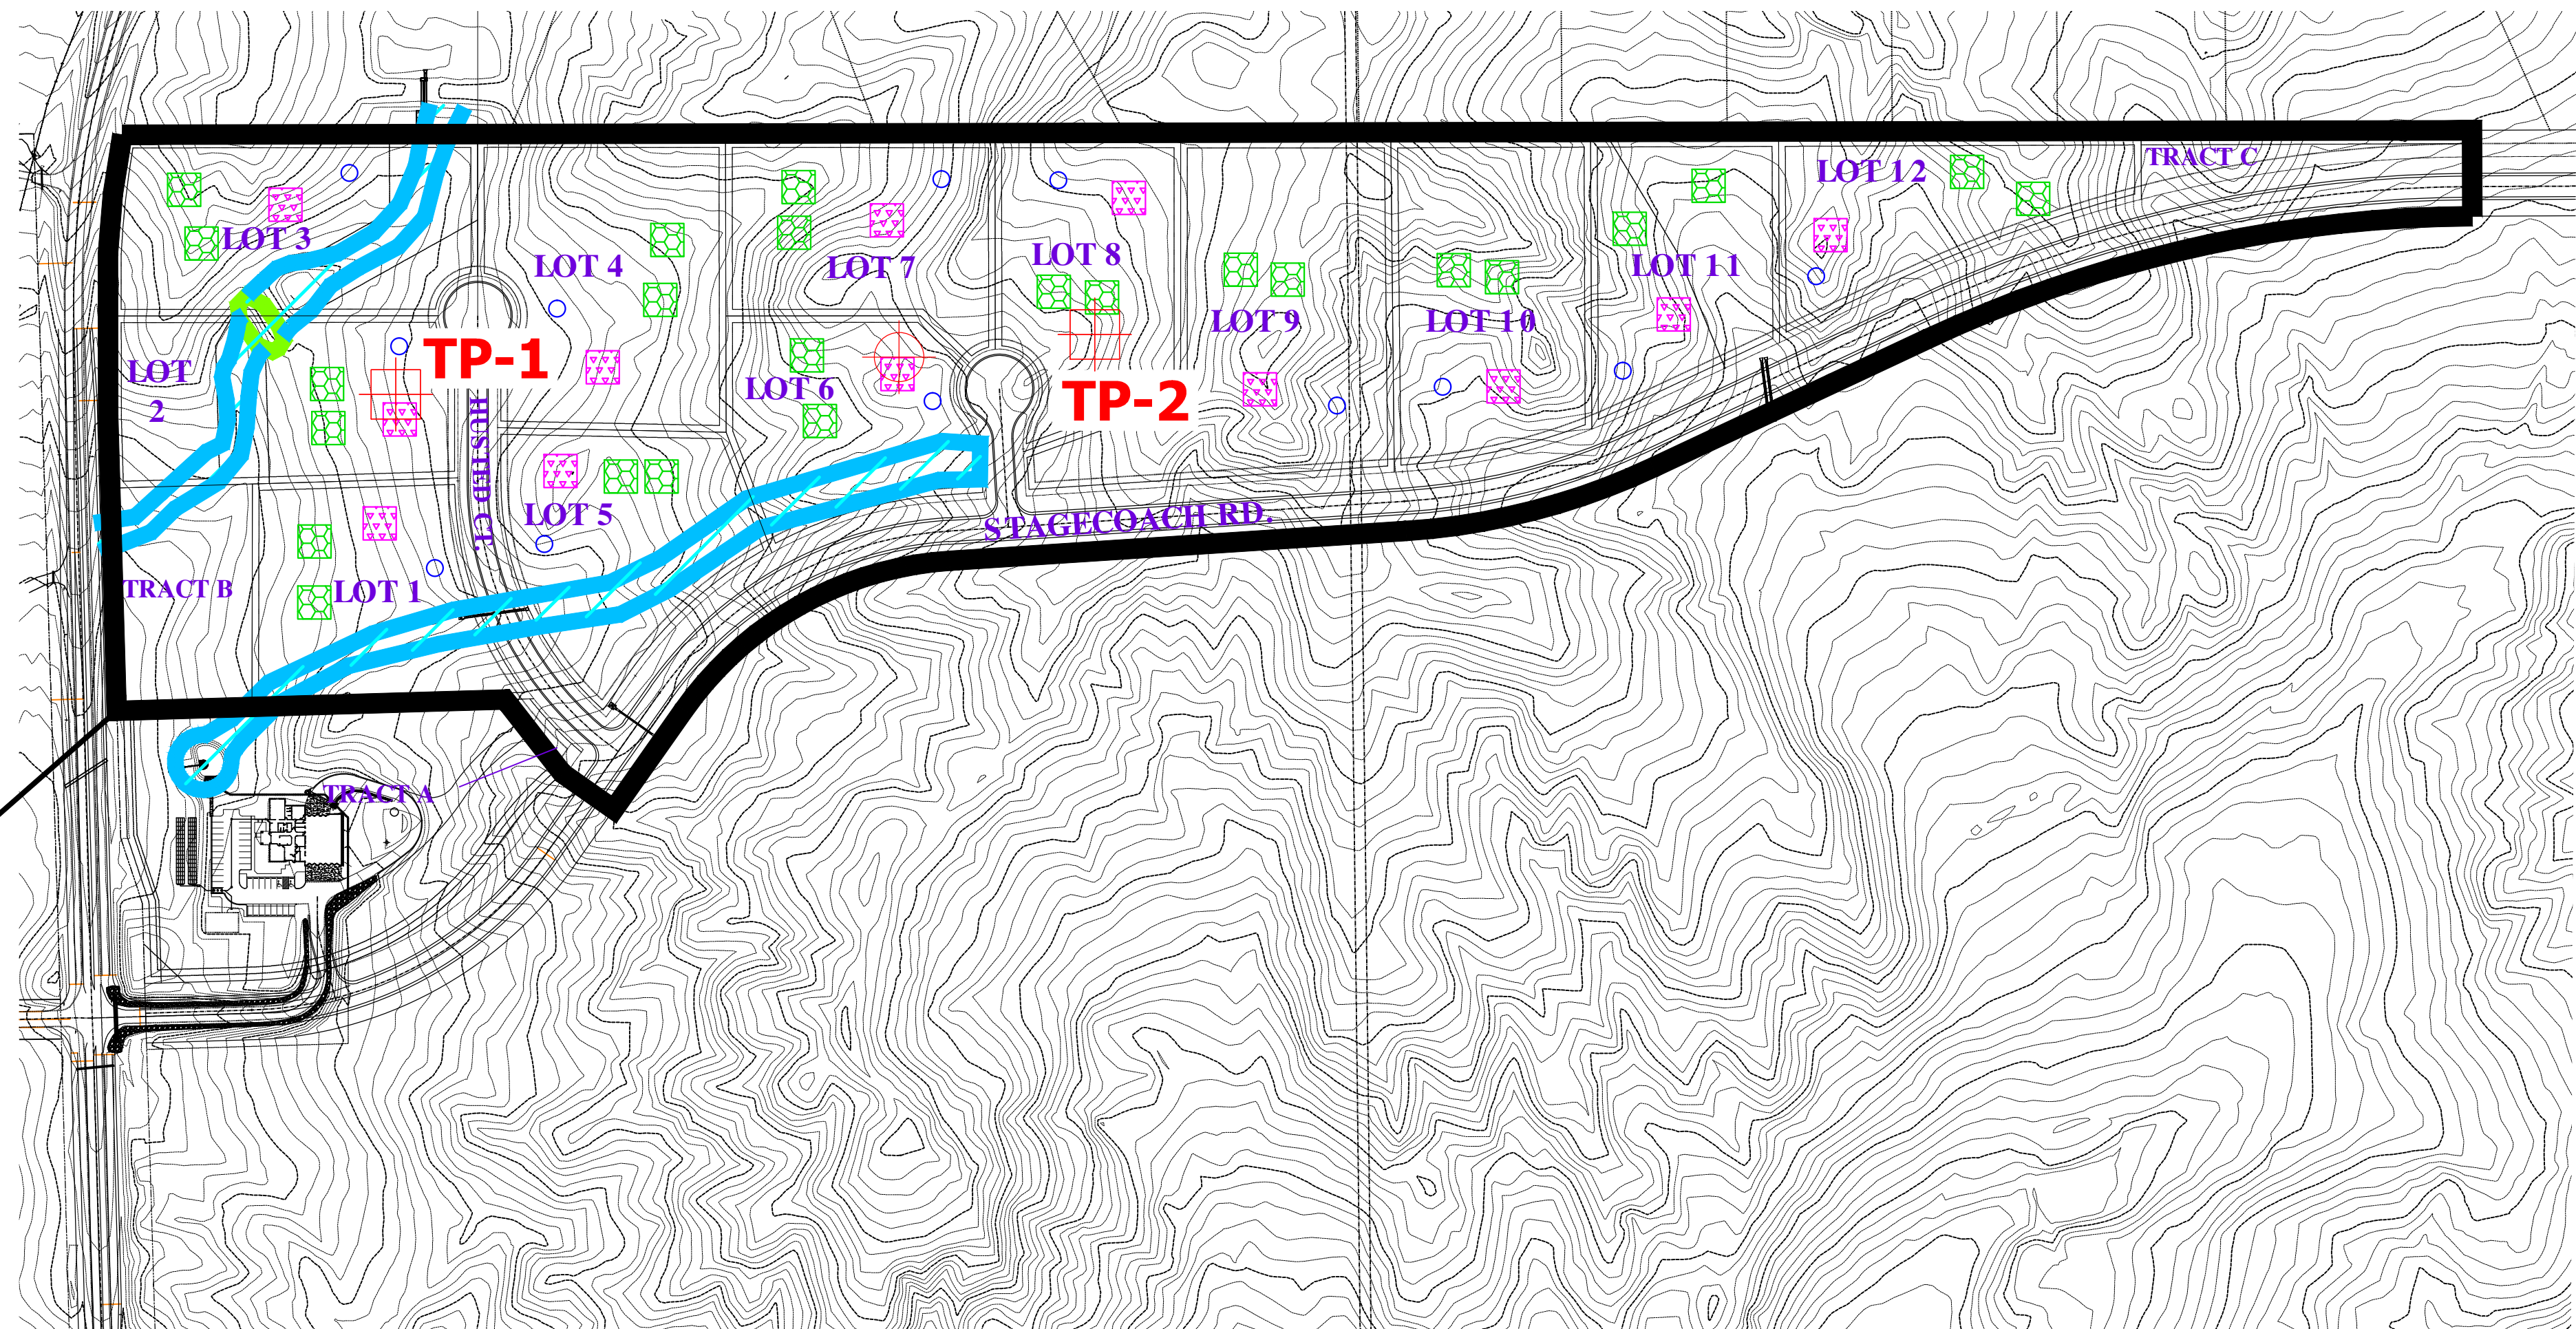 TRACT C
LOT 12
LOT 3
LOT 4
LOT 7
LOT 8
LOT 11
LOT 9
LOT 10
TP-1
LOT
2
LOT 6
TP-2
HUSTED CT.
LOT 5
STAGECOACH RD.
TRACT B
LOT 1
TRACT A